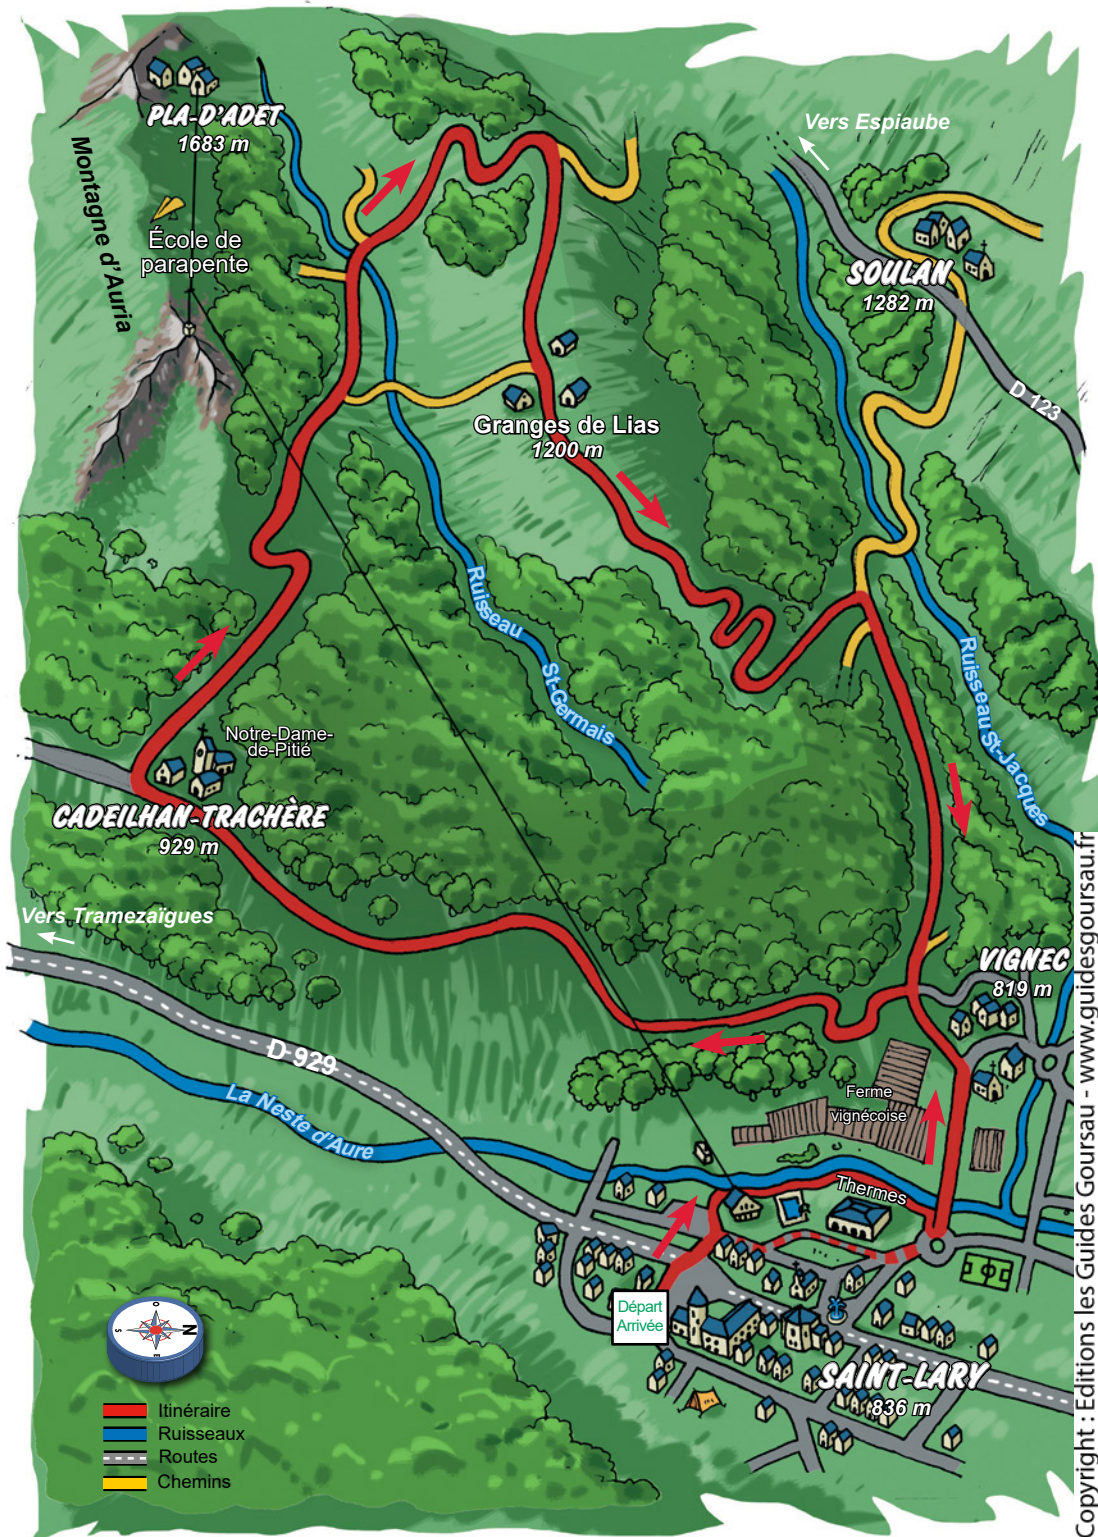 PLA-D'ADET
1683 m
Montagne d'Auria
École de
parapente
Vers Espiaube
SOULAN
1282 m
D 123
Granges de Lias
1200 m
Ruisseau St-Germais
Ruisseau St-Jacques
Notre-Dame-
de-Pitié
CADEILHAN-TRACHÈRE
929 m
Vers Tramezaïgues
VIGNEC
819 m
D 929
La Neste d'Aure
Ferme
vignécoise
Thermes
Départ
Arrivée
SAINT-LARY
836 m
O
S
N
E
Itinéraire
Ruisseaux
Routes
Chemins
Copyright : Editions les Guides Goursau - www.guidesgoursau.fr